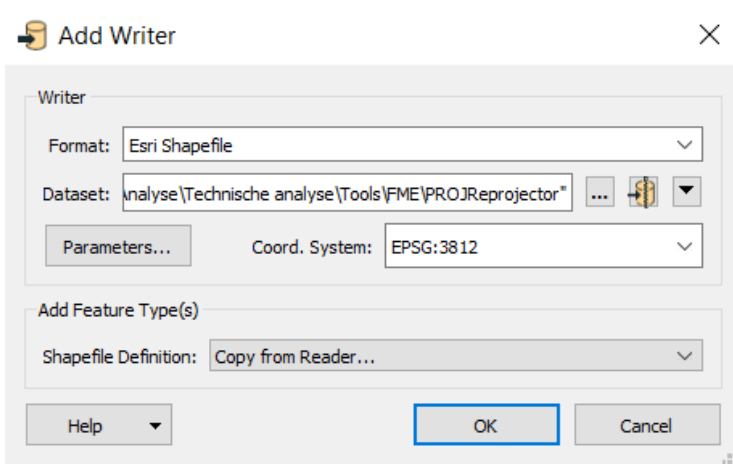 Add Writer
Writer
Format: Esri Shapefile
Dataset: Analyse\Technische analyse\Tools\FME\PROJReprojector" ...
Parameters... Coord. System: EPSG:3812
Add Feature Type(s)
Shapefile Definition: Copy from Reader...
Help OK Cancel